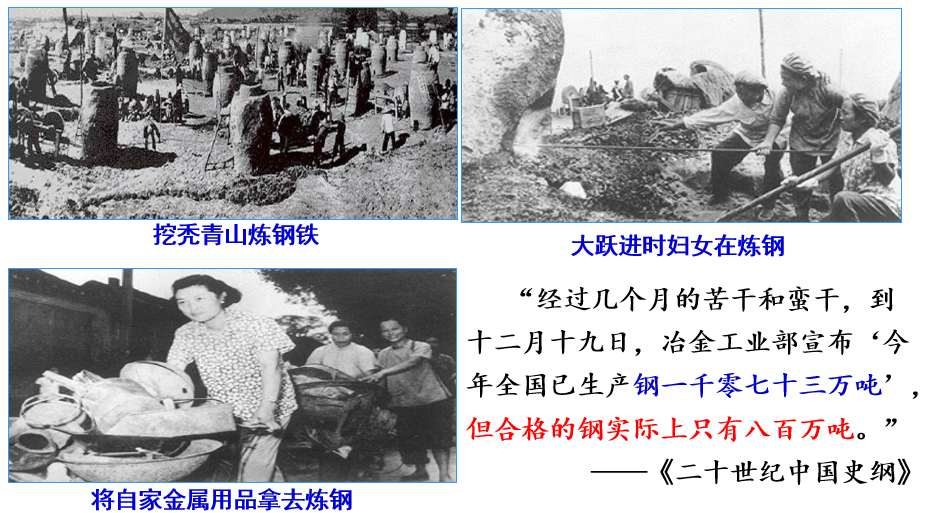 挖秃青山炼钢铁
大跃进时妇女在炼钢
将自家金属用品拿去炼钢
“经过几个月的苦干和蛮干，到
十二月十九日，冶金工业部宣布‘今
年全国已生产钢一千零七十三万吨’，
但合格的钢实际上只有八百万吨。”
——《二十世纪中国史纲》